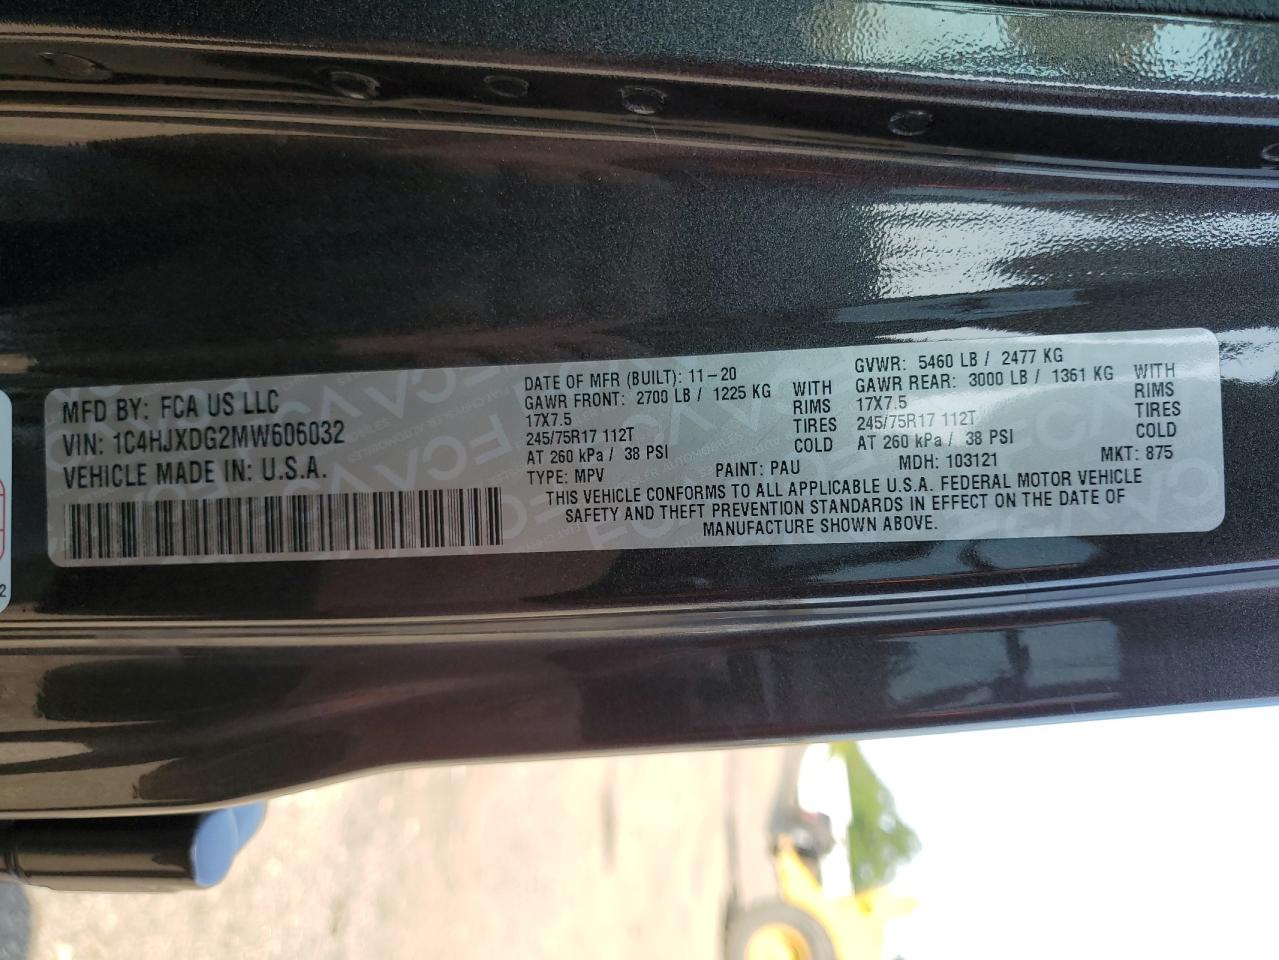 MFD BY: FCA US LLC
VIN: 1C4HJXDG2MW606032
VEHICLE MADE IN: U.S.A.
DATE OF MFR (BUILT): 11-20
GAWR FRONT: 2700 LB / 1225 KG WITH
17X7.5 RIMS
245/75R17 112T TIRES
AT 260 kPa / 38 PSI COLD
GVWR: 5460 LB / 2477 KG
GAWR REAR: 3000 LB / 1361 KG WITH
17X7.5 RIMS
245/75R17 112T TIRES
AT 260 kPa / 38 PSI COLD
TYPE: MPV PAINT: PAU MDH: 103121 MKT: 875
THIS VEHICLE CONFORMS TO ALL APPLICABLE U.S.A. FEDERAL MOTOR VEHICLE
SAFETY AND THEFT PREVENTION STANDARDS IN EFFECT ON THE DATE OF
MANUFACTURE SHOWN ABOVE.
2